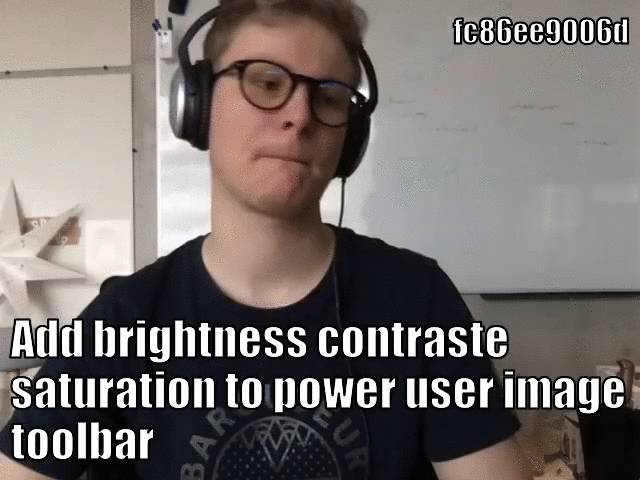 fc86ee9006d
Add brightness contraste
saturation to power user image
toolbar